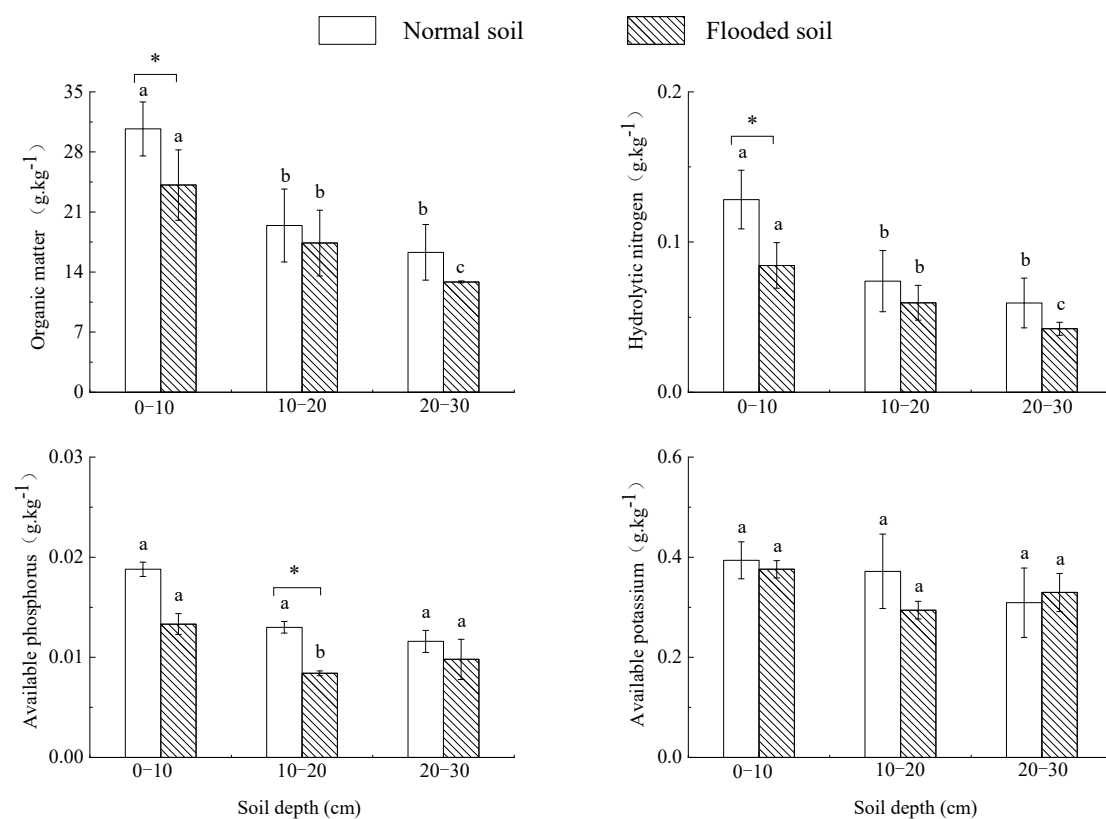 Normal soil Flooded soil
*
a
a
b
b
b
c
35
28
21
14
7
0
Organic matter（g.kg-1）
0-10 10-20 20-30
*
a
a
b
b
b
c
0.2
0.1
0.0
Hydrolytic nitrogen（g.kg-1）
0-10 10-20 20-30
*
a
a
a
b
a
a
0.03
0.02
0.01
0.00
Available phosphorus（g.kg-1）
0-10 10-20 20-30
Soil depth (cm)
a
a
a
a
a
a
0.6
0.4
0.2
0.0
Available potassium（g.kg-1）
0-10 10-20 20-30
Soil depth (cm)